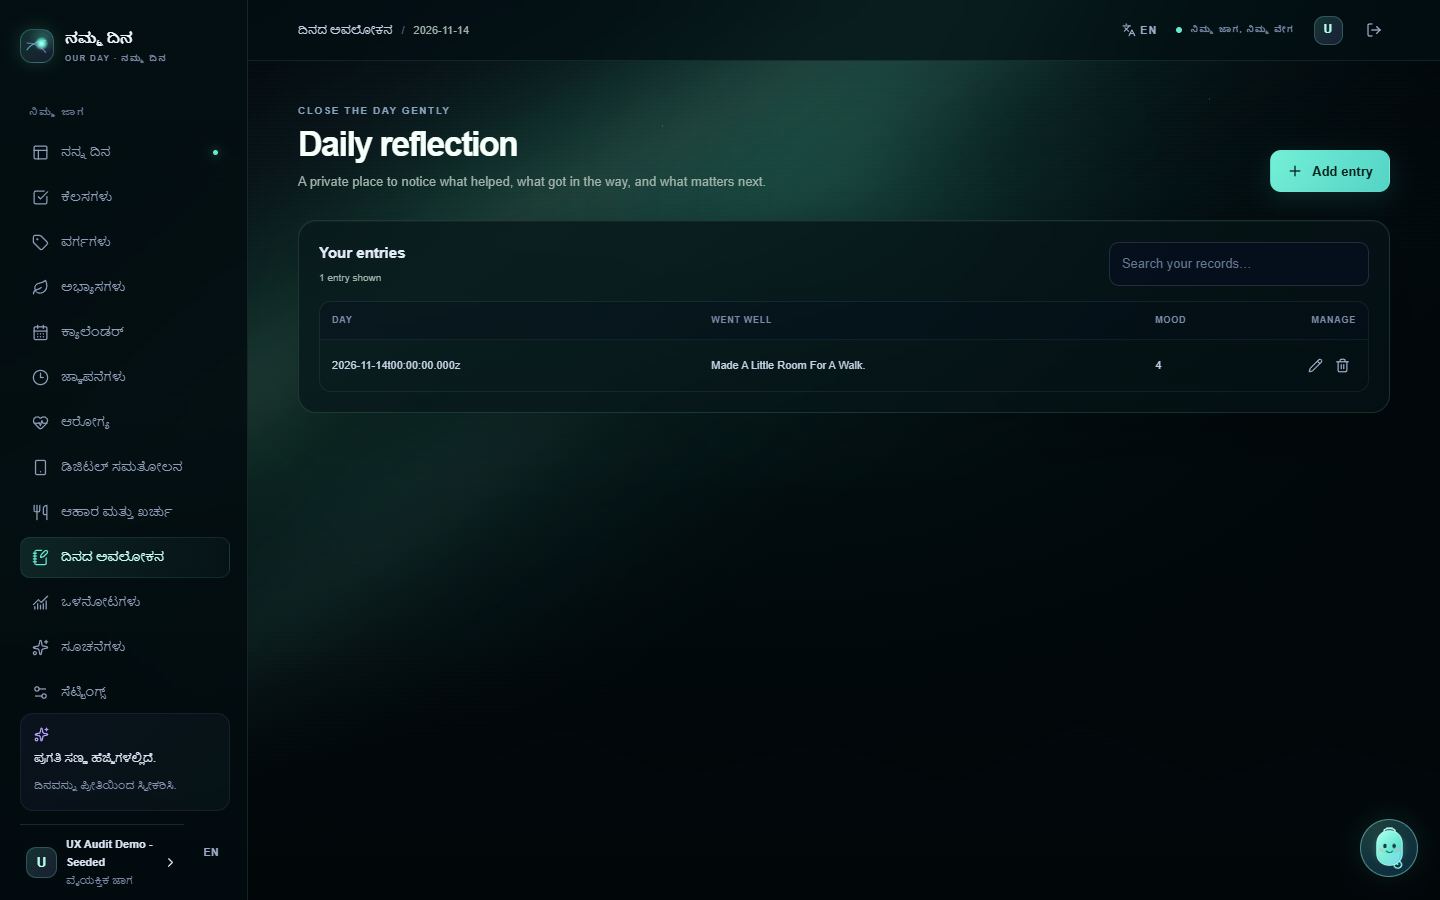 ನಮ್ಮ ದಿನ
OUR DAY · ನಮ್ಮ ದಿನ
ನಿಮ್ಮ ಜಾಗ
ನನ್ನ ದಿನ
ಕೆಲಸಗಳು
ವರ್ಗಗಳು
ಅಭ್ಯಾಸಗಳು
ಕ್ಯಾಲೆಂಡರ್
ಜ್ಞಾಪನೆಗಳು
ಆರೋಗ್ಯ
ಡಿಜಿಟಲ್ ಸಮತೋಲನ
ಆಹಾರ ಮತ್ತು ಖರ್ಚು
ದಿನದ ಅವಲೋಕನ
ಒಳನೋಟಗಳು
ಸೂಚನೆಗಳು
ಸೆಟ್ಟಿಂಗ್ಸ್
ಪ್ರಗತಿ ಸಣ್ಣ ಹೆಜ್ಜೆಗಳಲ್ಲಿದೆ.
ದಿನವನ್ನು ಪ್ರೀತಿಯಿಂದ ಸ್ವೀಕರಿಸಿ.
U
UX Audit Demo -
Seeded
ವೈಯಕ್ತಿಕ ಜಾಗ
EN
ದಿನದ ಅವಲೋಕನ / 2026-11-14
EN
ನಿಮ್ಮ ಜಾಗ, ನಿಮ್ಮ ವೇಗ
U
CLOSE THE DAY GENTLY
Daily reflection
A private place to notice what helped, what got in the way, and what matters next.
Add entry
Your entries
1 entry shown
Search your records...
DAY WENT WELL MOOD MANAGE
2026-11-14t00:00:00.000z Made A Little Room For A Walk. 4